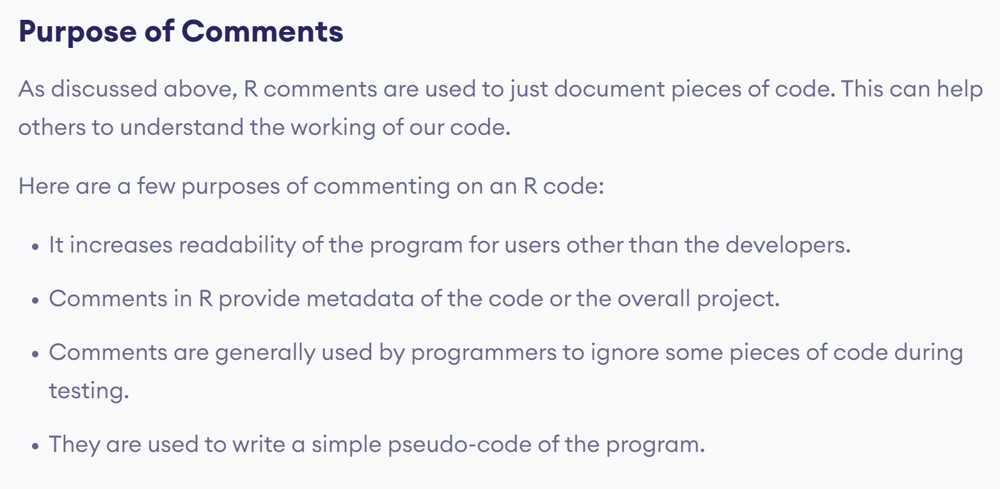 Purpose of Comments
As discussed above, R comments are used to just document pieces of code. This can help
others to understand the working of our code.
Here are a few purposes of commenting on an R code:
• It increases readability of the program for users other than the developers.
• Comments in R provide metadata of the code or the overall project.
• Comments are generally used by programmers to ignore some pieces of code during
testing.
• They are used to write a simple pseudo-code of the program.